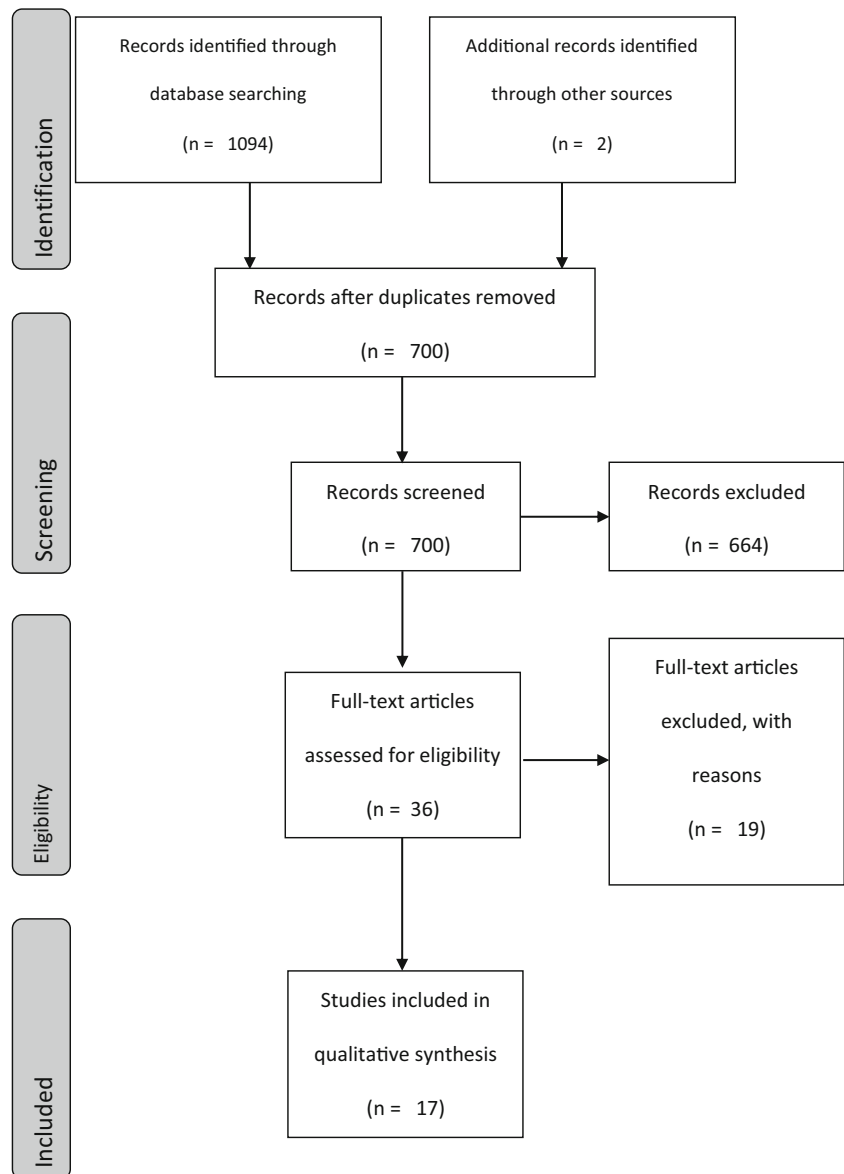 Identification
Records identified through
database searching
(n = 1094)
Additional records identified
through other sources
(n = 2)
Records after duplicates removed
(n = 700)
Screening
Records screened
(n = 700)
Records excluded
(n = 664)
Eligibility
Full-text articles
assessed for eligibility
(n = 36)
Full-text articles
excluded, with
reasons
(n = 19)
Included
Studies included in
qualitative synthesis
(n = 17)